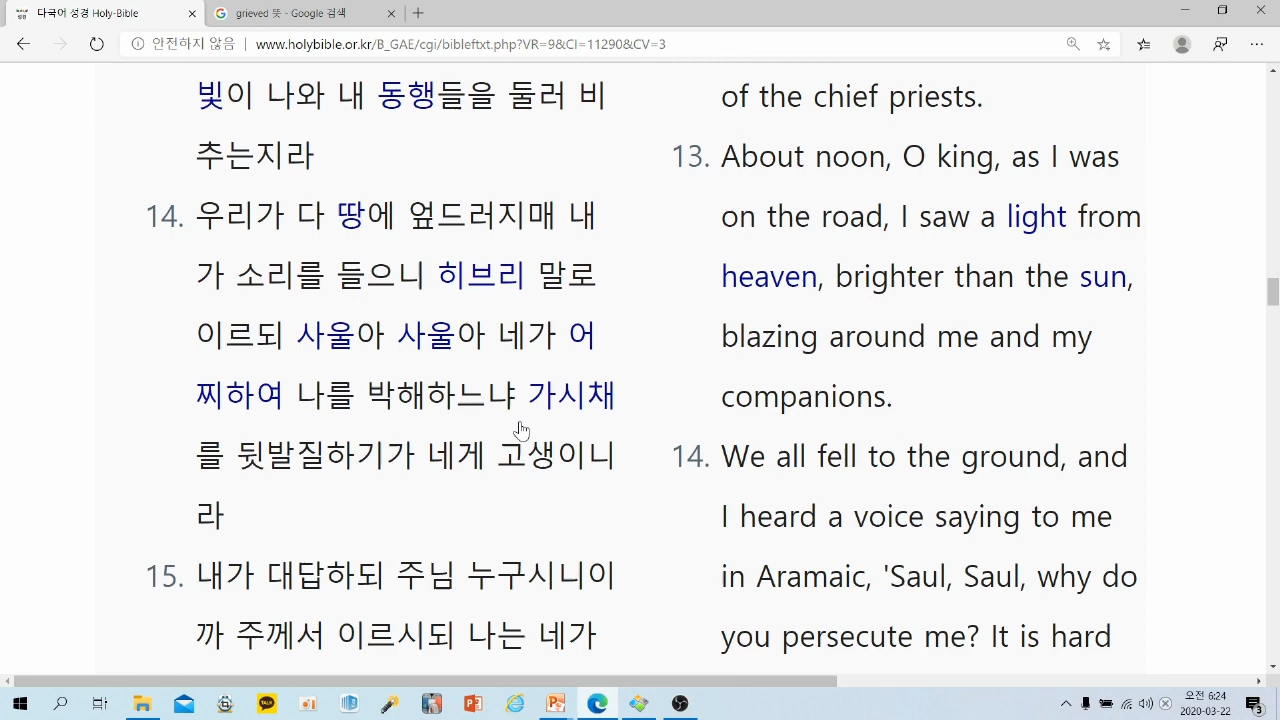 다국어 성경 Holy-Bible
grieved 뜻 - Google 검색
안전하지 않음 | www.holybible.or.kr/B_GAE/cgi/bibleftxt.php?VR=9&CI=11290&CV=3
빛이 나와 내 동행들을 둘러 비
추는지라
14. 우리가 다 땅에 엎드러지매 내
가 소리를 들으니 히브리 말로
이르되 사울아 사울아 네가 어
찌하여 나를 박해하느냐 가시채
를 뒷발질하기가 네게 고생이니
라
15. 내가 대답하되 주님 누구시니이
까 주께서 이르시되 나는 네가
of the chief priests.
13. About noon, O king, as I was
on the road, I saw a light from
heaven, brighter than the sun,
blazing around me and my
companions.
14. We all fell to the ground, and
I heard a voice saying to me
in Aramaic, 'Saul, Saul, why do
you persecute me? It is hard
TALK
오전 6:24
2020-03-22
3